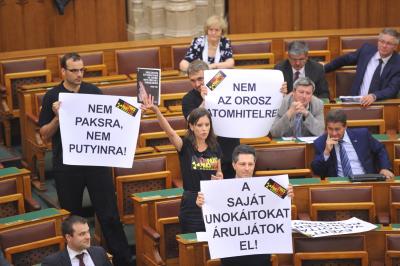 NEM
PAKSRA,
NEM
PUTYINRA!
NEM
AZ OROSZ
ATOMHITELRE!
A
SAJÁT
UNOKÁITOKAT
ÁRULJÁTOK
EL!